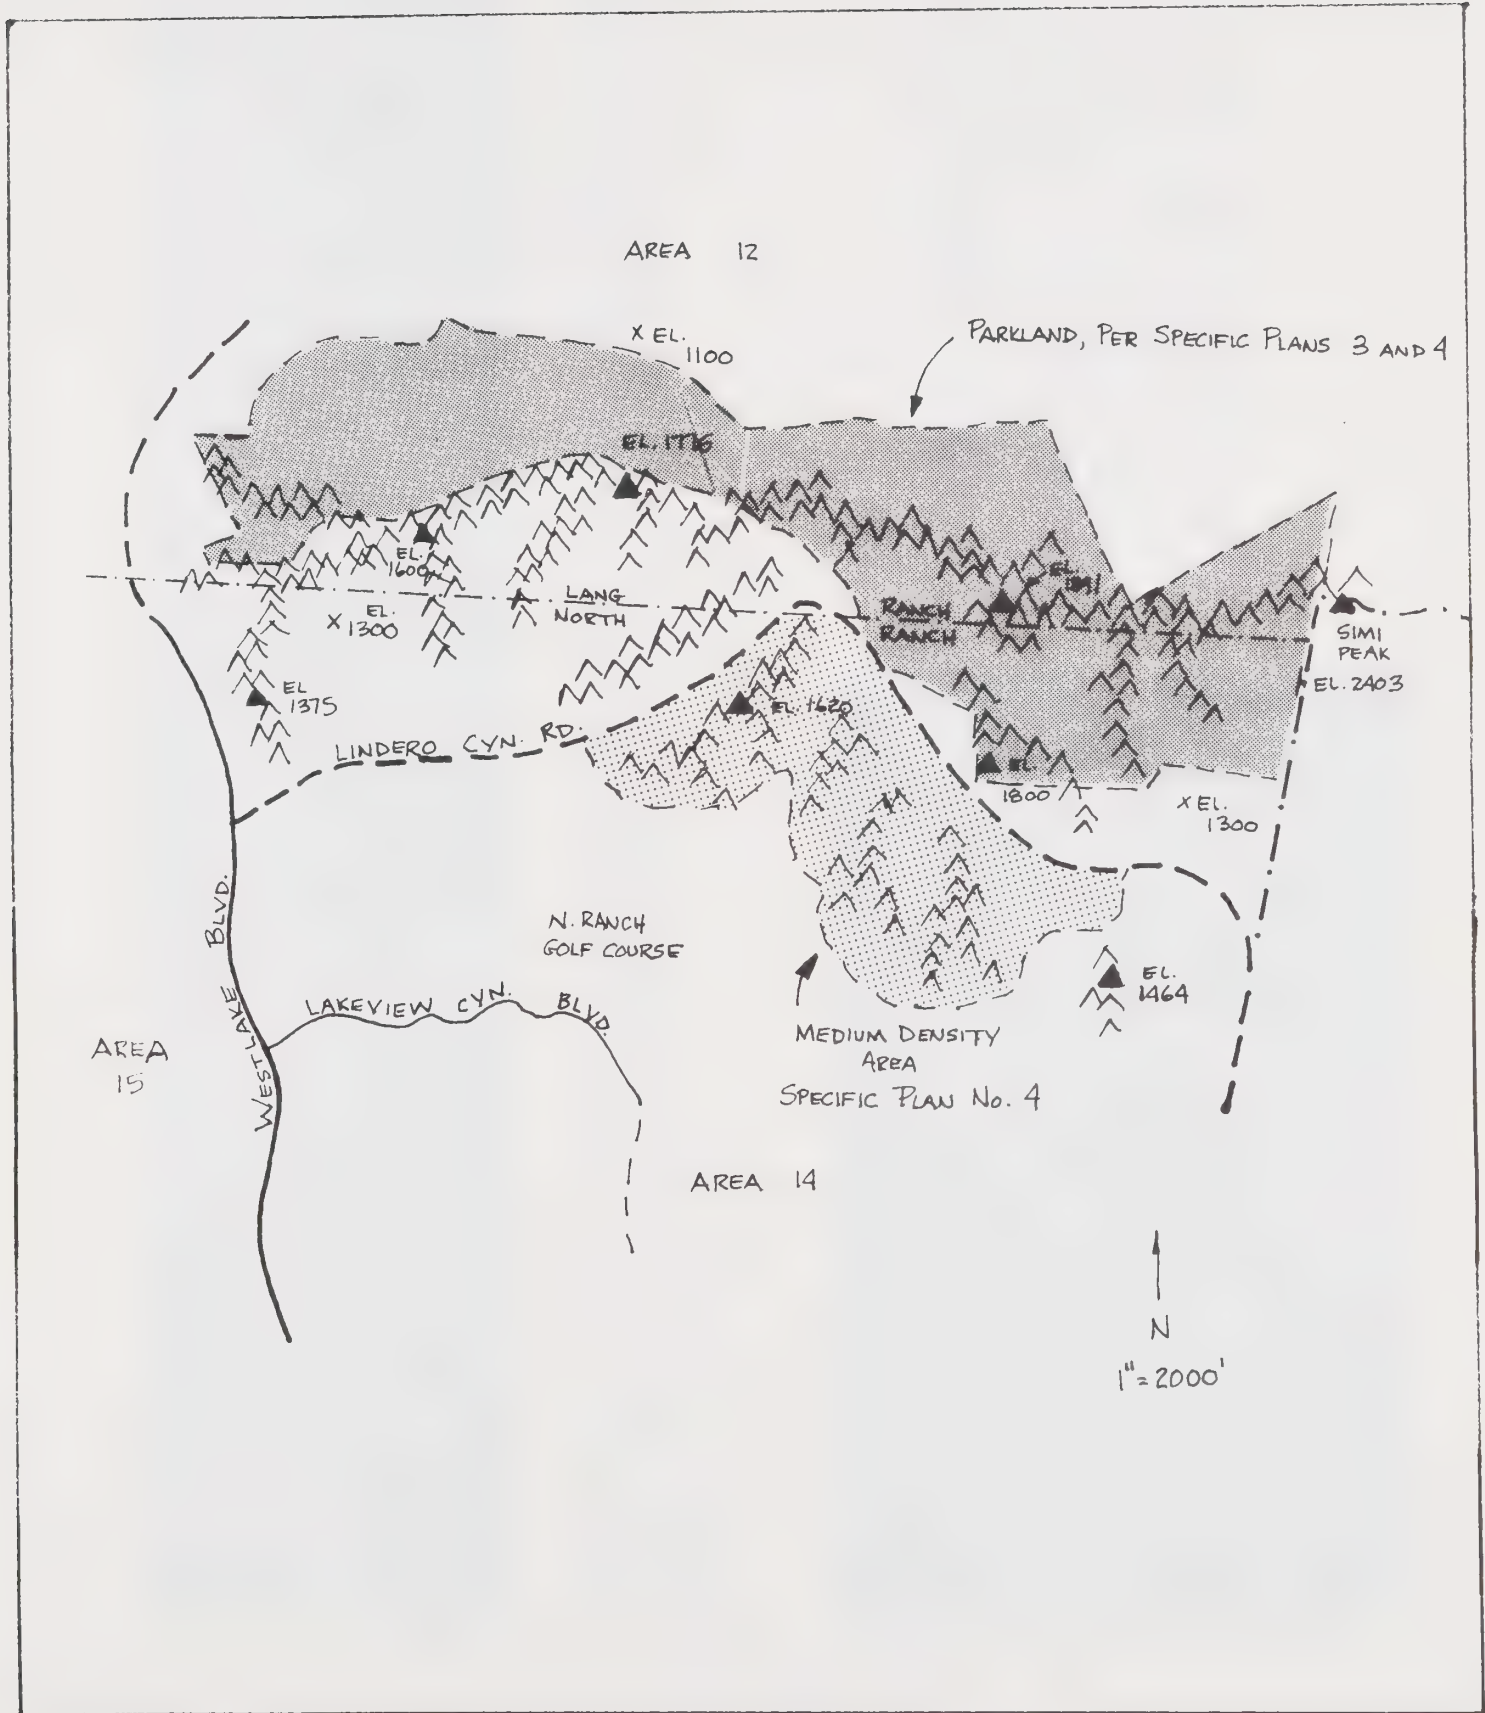 AREA 12
X EL.
1100
PARKLAND, PER SPECIFIC PLANS 3 AND 4
EL. 1716
EL.
1600
LANG
NORTH
RANCH
RANCH
EL.
X EL.
1300
SIMI
PEAK
EL. 2403
EL
1375
EL. 1620
LINDERO CYN. RD.
EL.
1800
X EL.
1300
WESTLAKE BLVD.
N. RANCH
GOLF COURSE
EL.
1464
LAKEVIEW CYN. BLVD.
MEDIUM DENSITY
AREA
SPECIFIC PLAN No. 4
AREA
15
AREA 14
N
1"=2000'